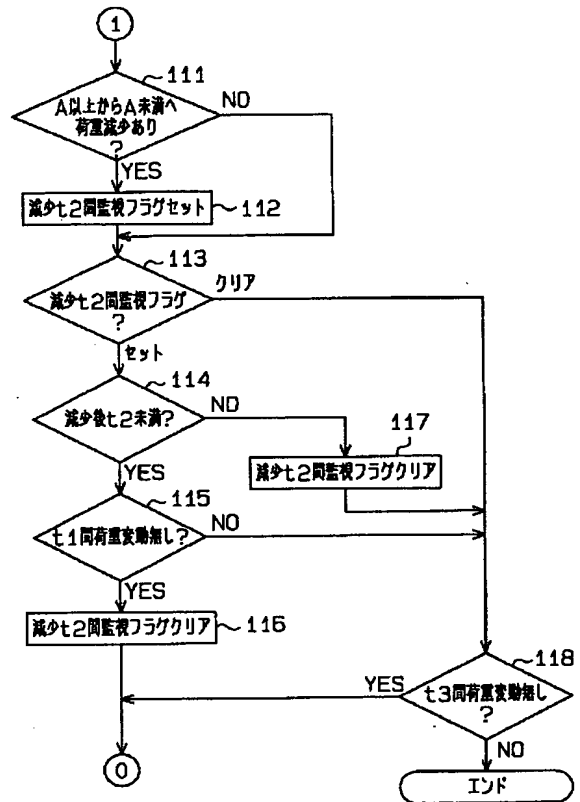 1
111
A以上からA未満へ
荷重減少あり
?
NO
YES
減少t2間監視フラグセット
112
113
クリア
減少t2間監視フラグ
?
セット
114
減少後t2未満?
NO
117
減少t2間監視フラグクリア
YES
115
t1間荷重変動無し?
NO
YES
減少t2間監視フラグクリア
116
118
YES
t3間荷重変動無し
?
NO
0
エンド